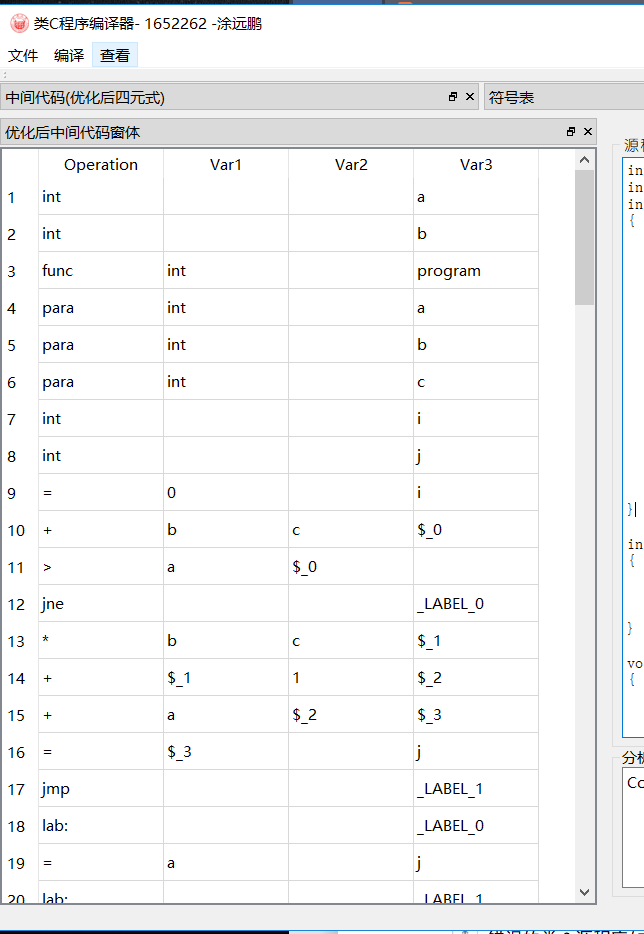 类C程序编译器- 1652262 -涂远鹏
文件 编译 查看
中间代码(优化后四元式) 符号表
优化后中间代码窗体
Operation Var1 Var2 Var3
1 int a
2 int b
3 func int program
4 para int a
5 para int b
6 para int c
7 int i
8 int j
9 = 0 i
10 + b c $_0
11 > a $_0
12 jne _LABEL_0
13 * b c $_1
14 + $_1 1 $_2
15 + a $_2 $_3
16 = $_3 j
17 jmp _LABEL_1
18 lab: _LABEL_0
19 = a j
20 lab: _LABEL_1
源
in
in
in
{
}
in
{
}
vo
{
分析